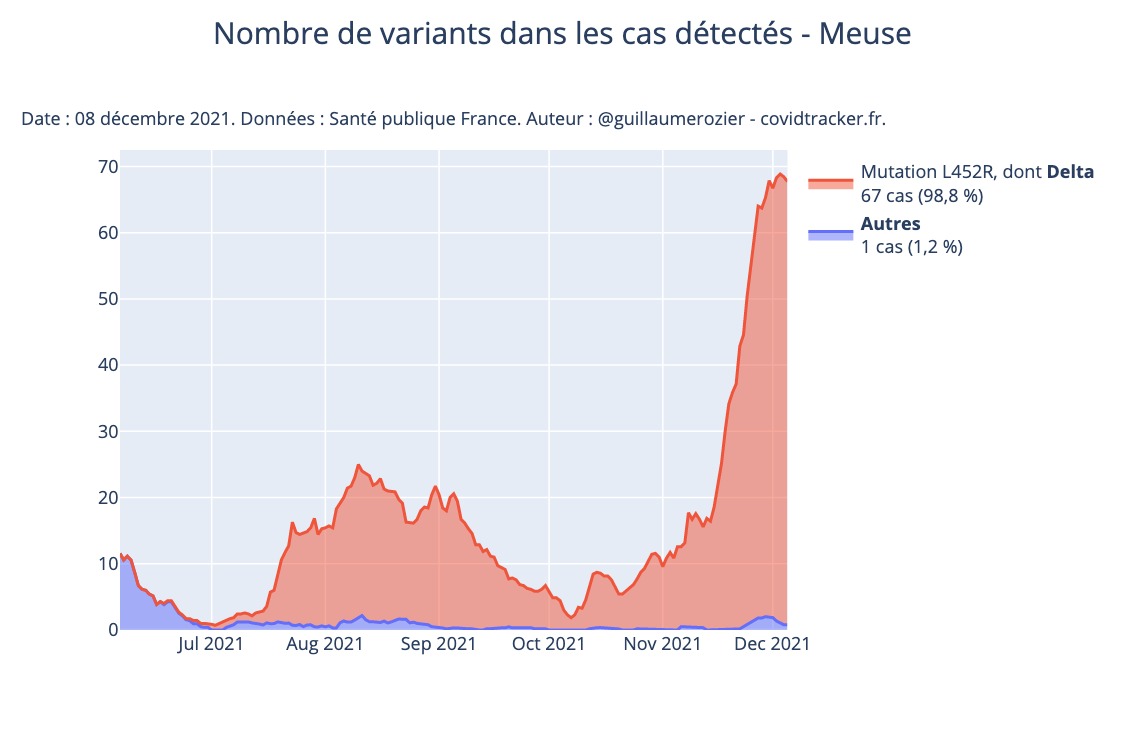 Nombre de variants dans les cas détectés - Meuse
Date : 08 décembre 2021. Données : Santé publique France. Auteur : @guillaumerozier - covidtracker.fr.
70
60
50
40
30
20
10
0
Jul 2021
Aug 2021
Sep 2021
Oct 2021
Nov 2021
Dec 2021
Mutation L452R, dont Delta
67 cas (98,8 %)
Autres
1 cas (1,2 %)